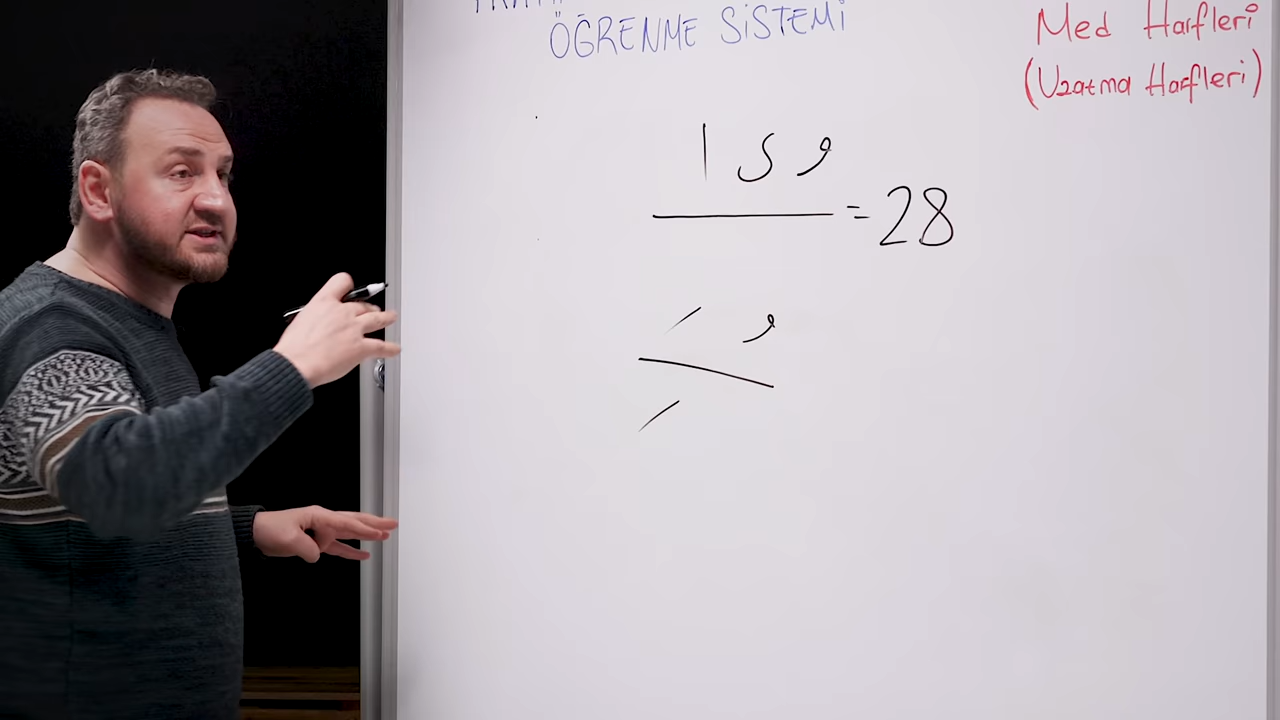 ÖĞRENME SİSTEMİ
Med Harfleri
(Uzatma Harfleri)
ا ی و
= 28
َ ُ
ِ